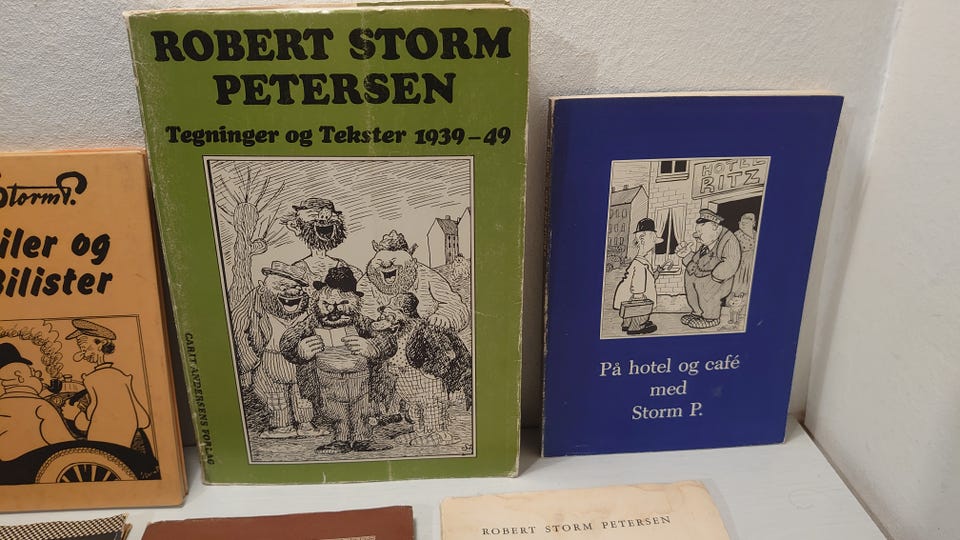 Storm P.
iler og
Bilister
ROBERT STORM
PETERSEN
Tegninger og Tekster 1939–49
CARIT ANDERSENS FORLAG
HOTEL
RITZ
På hotel og café
med
Storm P.
ROBERT STORM PETERSEN